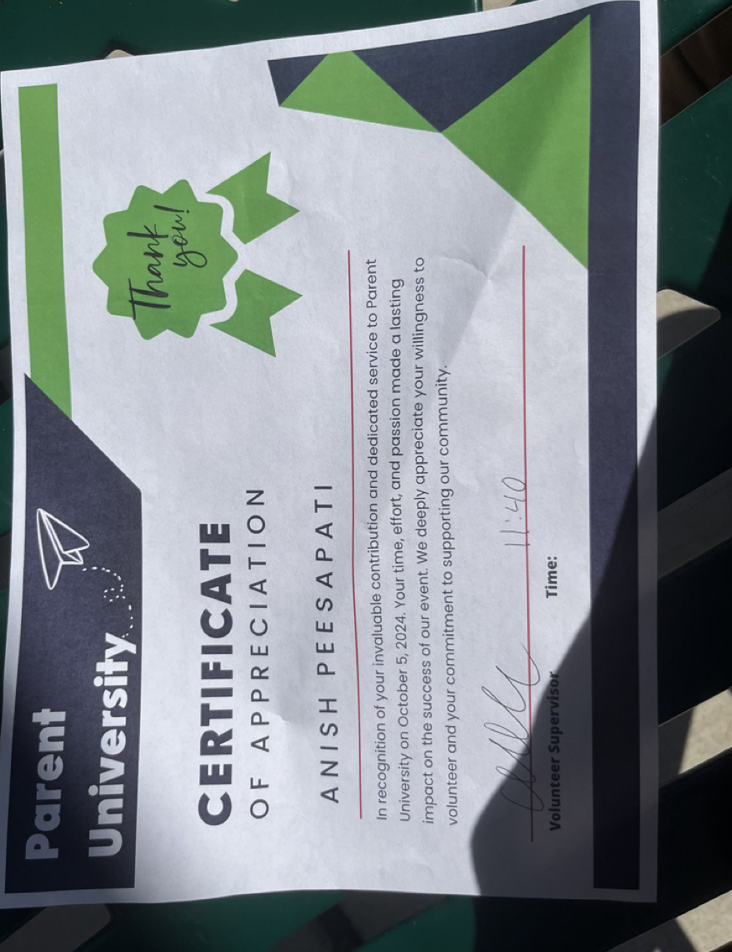 Parent
University
Thank
you!
CERTIFICATE
OF APPRECIATION
ANISH PEESAPATI
In recognition of your invaluable contribution and dedicated service to Parent
University on October 5, 2024. Your time, effort, and passion made a lasting
impact on the success of our event. We deeply appreciate your willingness to
volunteer and your commitment to supporting our community.
11:40
Volunteer Supervisor Time: